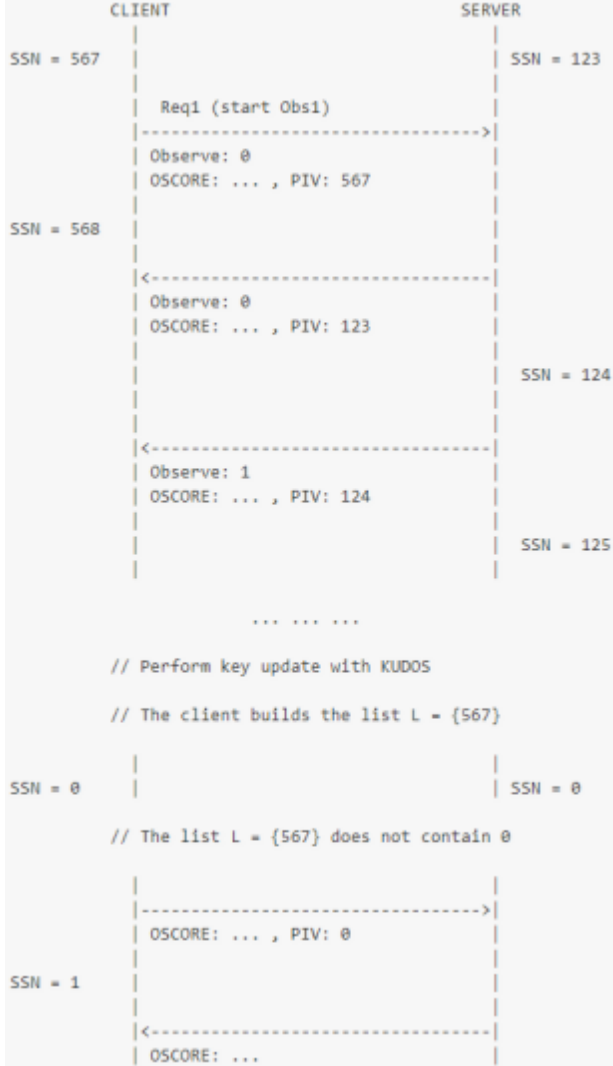 CLIENT SERVER
SSN = 567 SSN = 123
Req1 (start Obs1)
Observe: 0
OSCORE: ... , PIV: 567
SSN = 568
Observe: 0
OSCORE: ... , PIV: 123
SSN = 124
Observe: 1
OSCORE: ... , PIV: 124
SSN = 125
... ... ...
// Perform key update with KUDOS
// The client builds the list L = {567}
SSN = 0 SSN = 0
// The list L = {567} does not contain 0
OSCORE: ... , PIV: 0
SSN = 1
OSCORE: ...